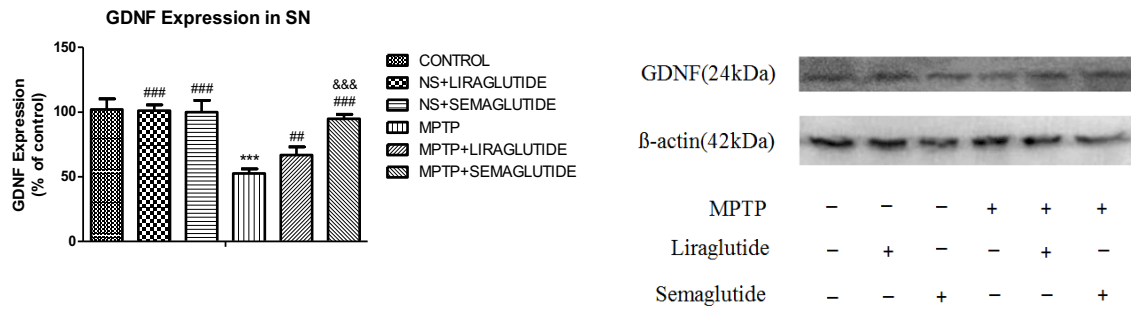 GDNF Expression in SN
GDNF Expression
(% of control)
150
100
50
0
###
###
***
##
&&&
###
CONTROL
NS+LIRAGLUTIDE
NS+SEMAGLUTIDE
MPTP
MPTP+LIRAGLUTIDE
MPTP+SEMAGLUTIDE
GDNF(24kDa)
ß-actin(42kDa)
MPTP − − − + + +
Liraglutide − + − − + −
Semaglutide − − + − − +